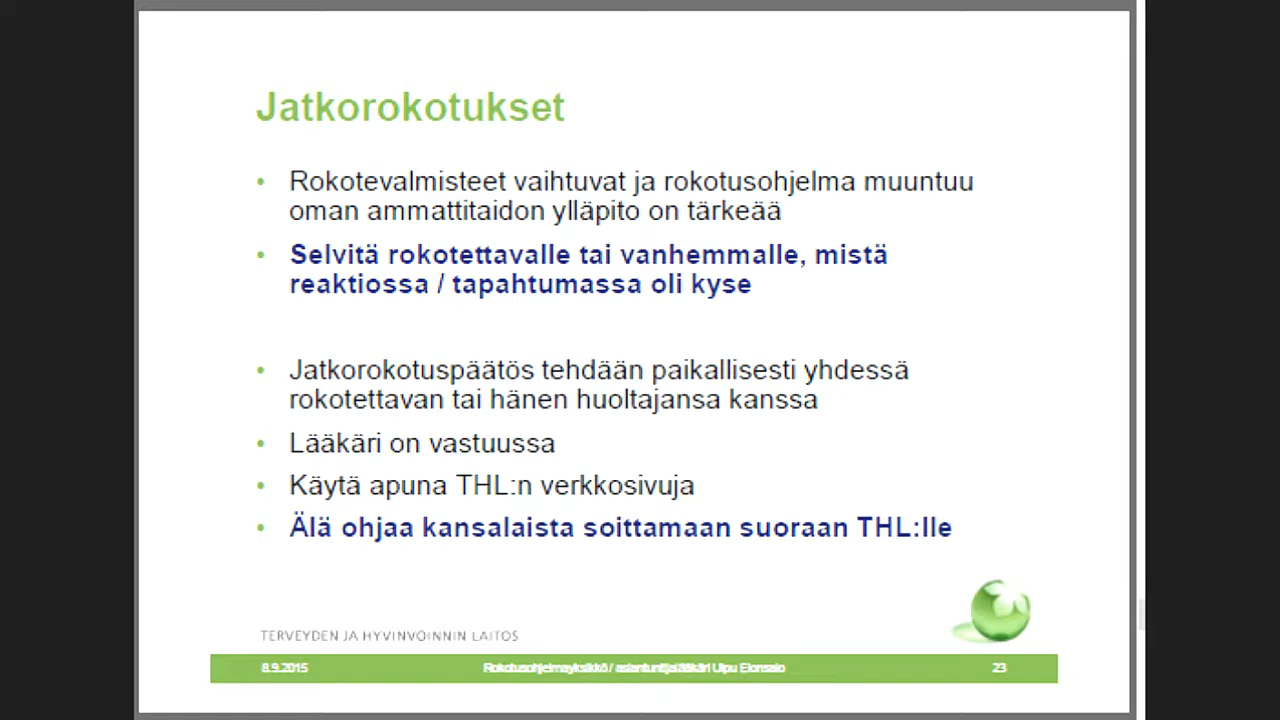 Jatkorokotukset
• Rokotevalmisteet vaihtuvat ja rokotusohjelma muuntuu
oman ammattitaidon ylläpito on tärkeää
• Selvitä rokotettavalle tai vanhemmalle, mistä
reaktiossa / tapahtumassa oli kyse
• Jatkorokotuspäätös tehdään paikallisesti yhdessä
rokotettavan tai hänen huoltajansa kanssa
• Lääkäri on vastuussa
• Käytä apuna THL:n verkkosivuja
• Älä ohjaa kansalaista soittamaan suoraan THL:lle
TERVEYDEN JA HYVINVOINNIN LAITOS
8.9.2015
Rokotusohjelmayksikkö / asiantuntijalääkäri Ulpu Elonsalo
23